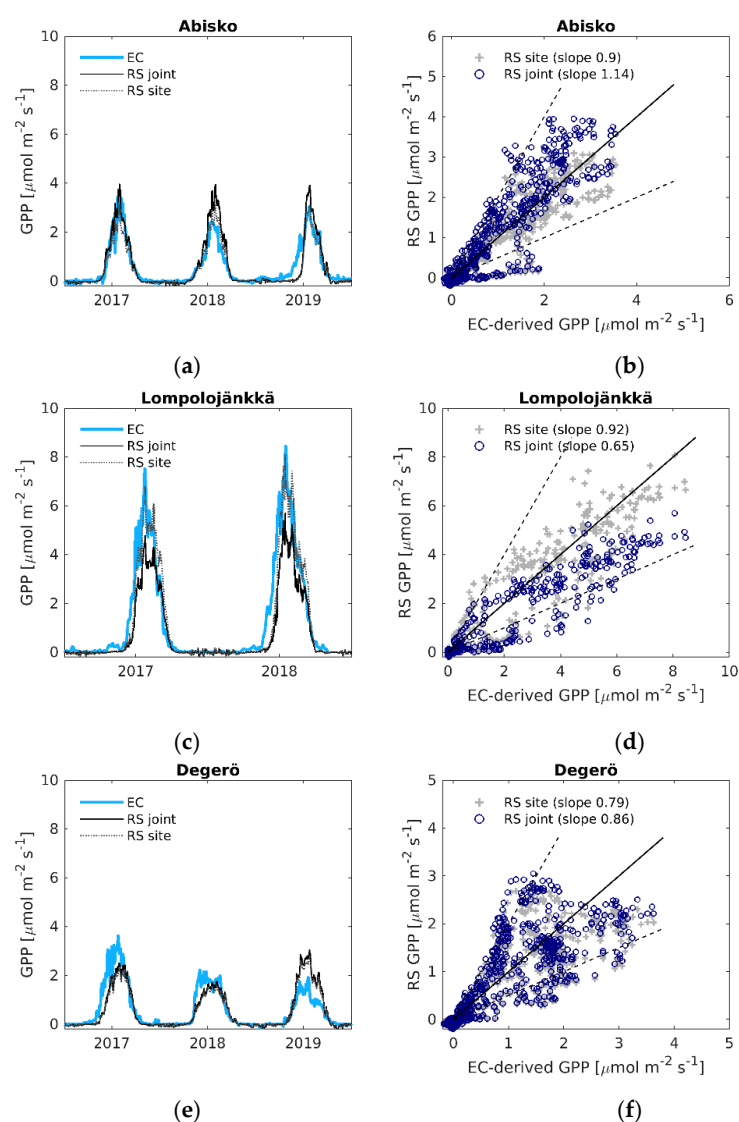 Abisko
10
8
6
4
2
0
GPP [μmol m-2 s-1]
EC
RS joint
RS site
2017 2018 2019
(a)
Abisko
6
5
4
3
2
1
0
RS GPP [μmol m-2 s-1]
RS site (slope 0.9)
RS joint (slope 1.14)
0 2 4 6
EC-derived GPP [μmol m-2 s-1]
(b)
Lompolojänkkä
10
8
6
4
2
0
GPP [μmol m-2 s-1]
EC
RS joint
RS site
2017 2018
(c)
Lompolojänkkä
10
8
6
4
2
0
RS GPP [μmol m-2 s-1]
RS site (slope 0.92)
RS joint (slope 0.65)
0 2 4 6 8 10
EC-derived GPP [μmol m-2 s-1]
(d)
Degerö
10
8
6
4
2
0
GPP [μmol m-2 s-1]
EC
RS joint
RS site
2017 2018 2019
(e)
Degerö
5
4
3
2
1
0
RS GPP [μmol m-2 s-1]
RS site (slope 0.79)
RS joint (slope 0.86)
0 1 2 3 4 5
EC-derived GPP [μmol m-2 s-1]
(f)